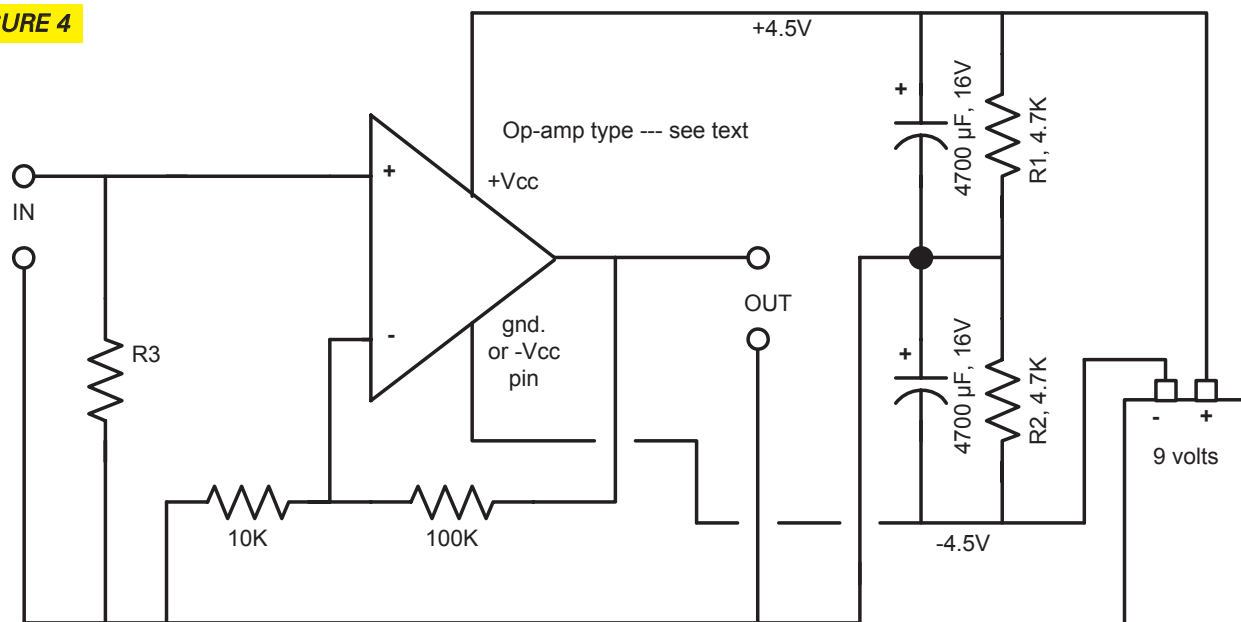 URE 4
+4.5V
4700 µF, 16V
R1, 4.7K
+
Op-amp type --- see text
+
+Vcc
IN
OUT
gnd.
or -Vcc
pin
-
R3
+
4700 µF, 16V
R2, 4.7K
- +
9 volts
10K
100K
-4.5V